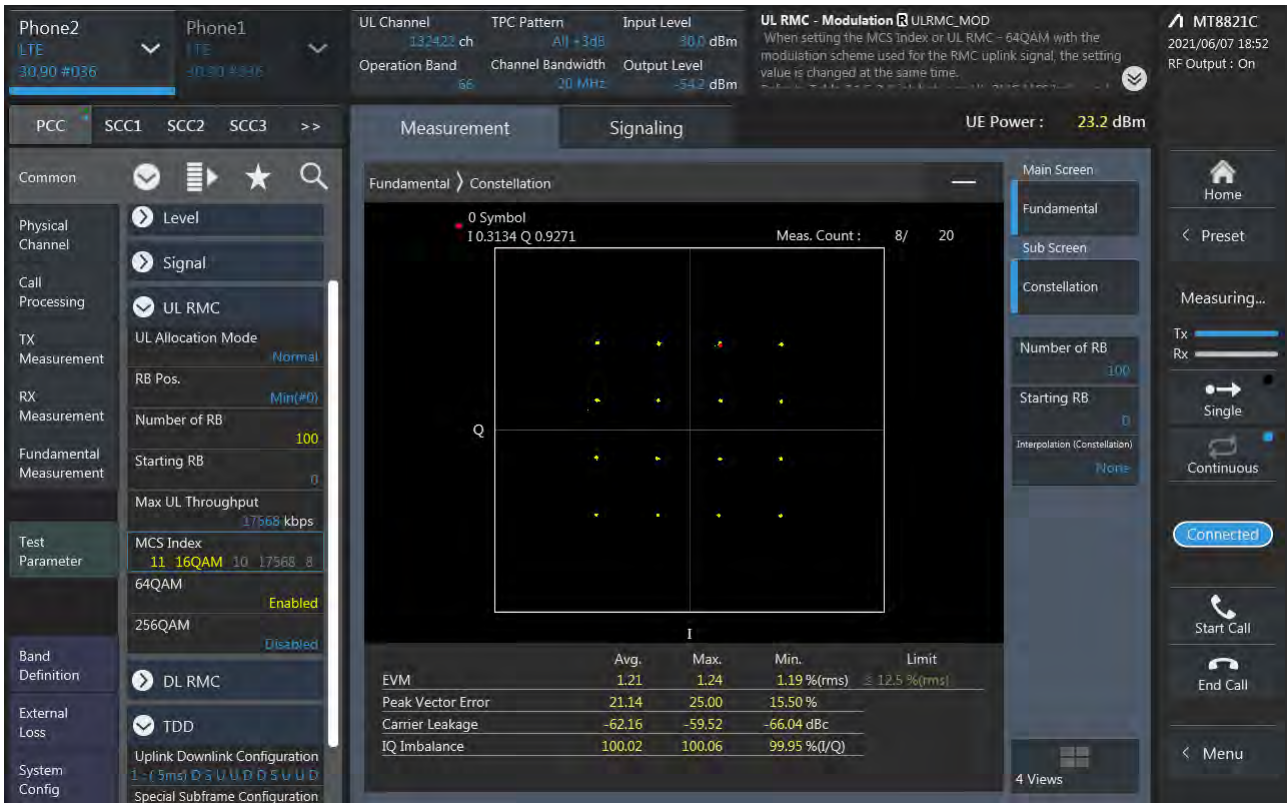 Phone2
LTE
30.90 #036
Phone1
LTE
UL Channel
132422 ch
TPC Pattern
All +3dB
Input Level
30.0 dBm
Operation Band
66
Channel Bandwidth
20 MHz
Output Level
-54.2 dBm
UL RMC - Modulation R ULRMC_MOD
When setting the MCS Index or UL RMC - 64QAM with the
modulation scheme used for the RMC uplink signal, the setting
value is changed at the same time.
MT8821C
2021/06/07 18:52
RF Output : On
PCC SCC1 SCC2 SCC3 >>
Measurement
Signaling
UE Power : 23.2 dBm
Common
Physical
Channel
Call
Processing
TX
Measurement
RX
Measurement
Fundamental
Measurement
Test
Parameter
Band
Definition
External
Loss
System
Config
Level
Signal
UL RMC
UL Allocation Mode
Normal
RB Pos.
Min(#0)
Number of RB
100
Starting RB
0
Max UL Throughput
17568 kbps
MCS Index
11 16QAM 10 17568 8
64QAM
Enabled
256QAM
Disabled
DL RMC
TDD
Uplink Downlink Configuration
1 : ( 5ms) D S U U D D S U U D
Special Subframe Configuration
Fundamental ⟩ Constellation
0 Symbol
I 0.3134 Q 0.9271
Meas. Count : 8/ 20
Q
I
Avg. Max. Min. Limit
EVM 1.21 1.24 1.19 %(rms) ≤ 12.5 %(rms)
Peak Vector Error 21.14 25.00 15.50 %
Carrier Leakage -62.16 -59.52 -66.04 dBc
IQ Imbalance 100.02 100.06 99.95 %(I/Q)
Main Screen
Fundamental
Sub Screen
Constellation
Number of RB
100
Starting RB
0
Interpolation (Constellation)
None
4 Views
Home
< Preset
Measuring...
Tx
Rx
Single
Continuous
Connected
Start Call
End Call
< Menu